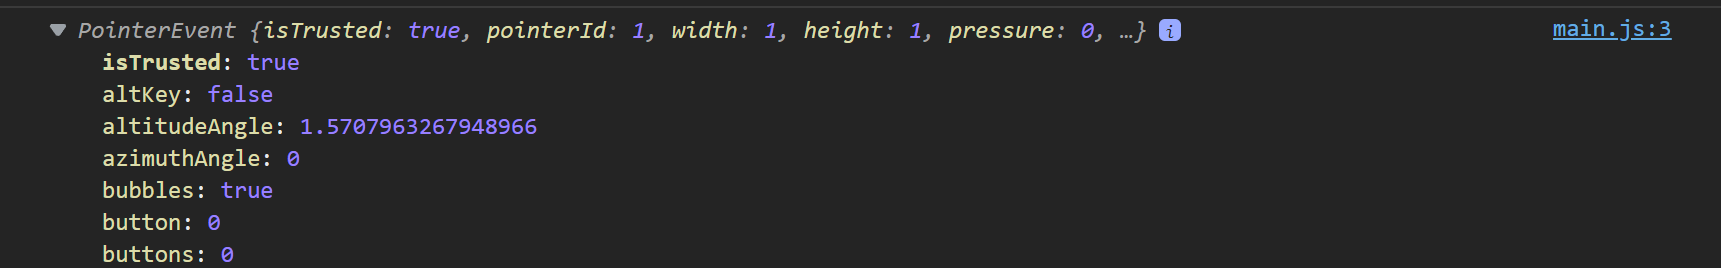 ▼ PointerEvent {isTrusted: true, pointerId: 1, width: 1, height: 1, pressure: 0, …} i main.js:3
isTrusted: true
altKey: false
altitudeAngle: 1.5707963267948966
azimuthAngle: 0
bubbles: true
button: 0
buttons: 0